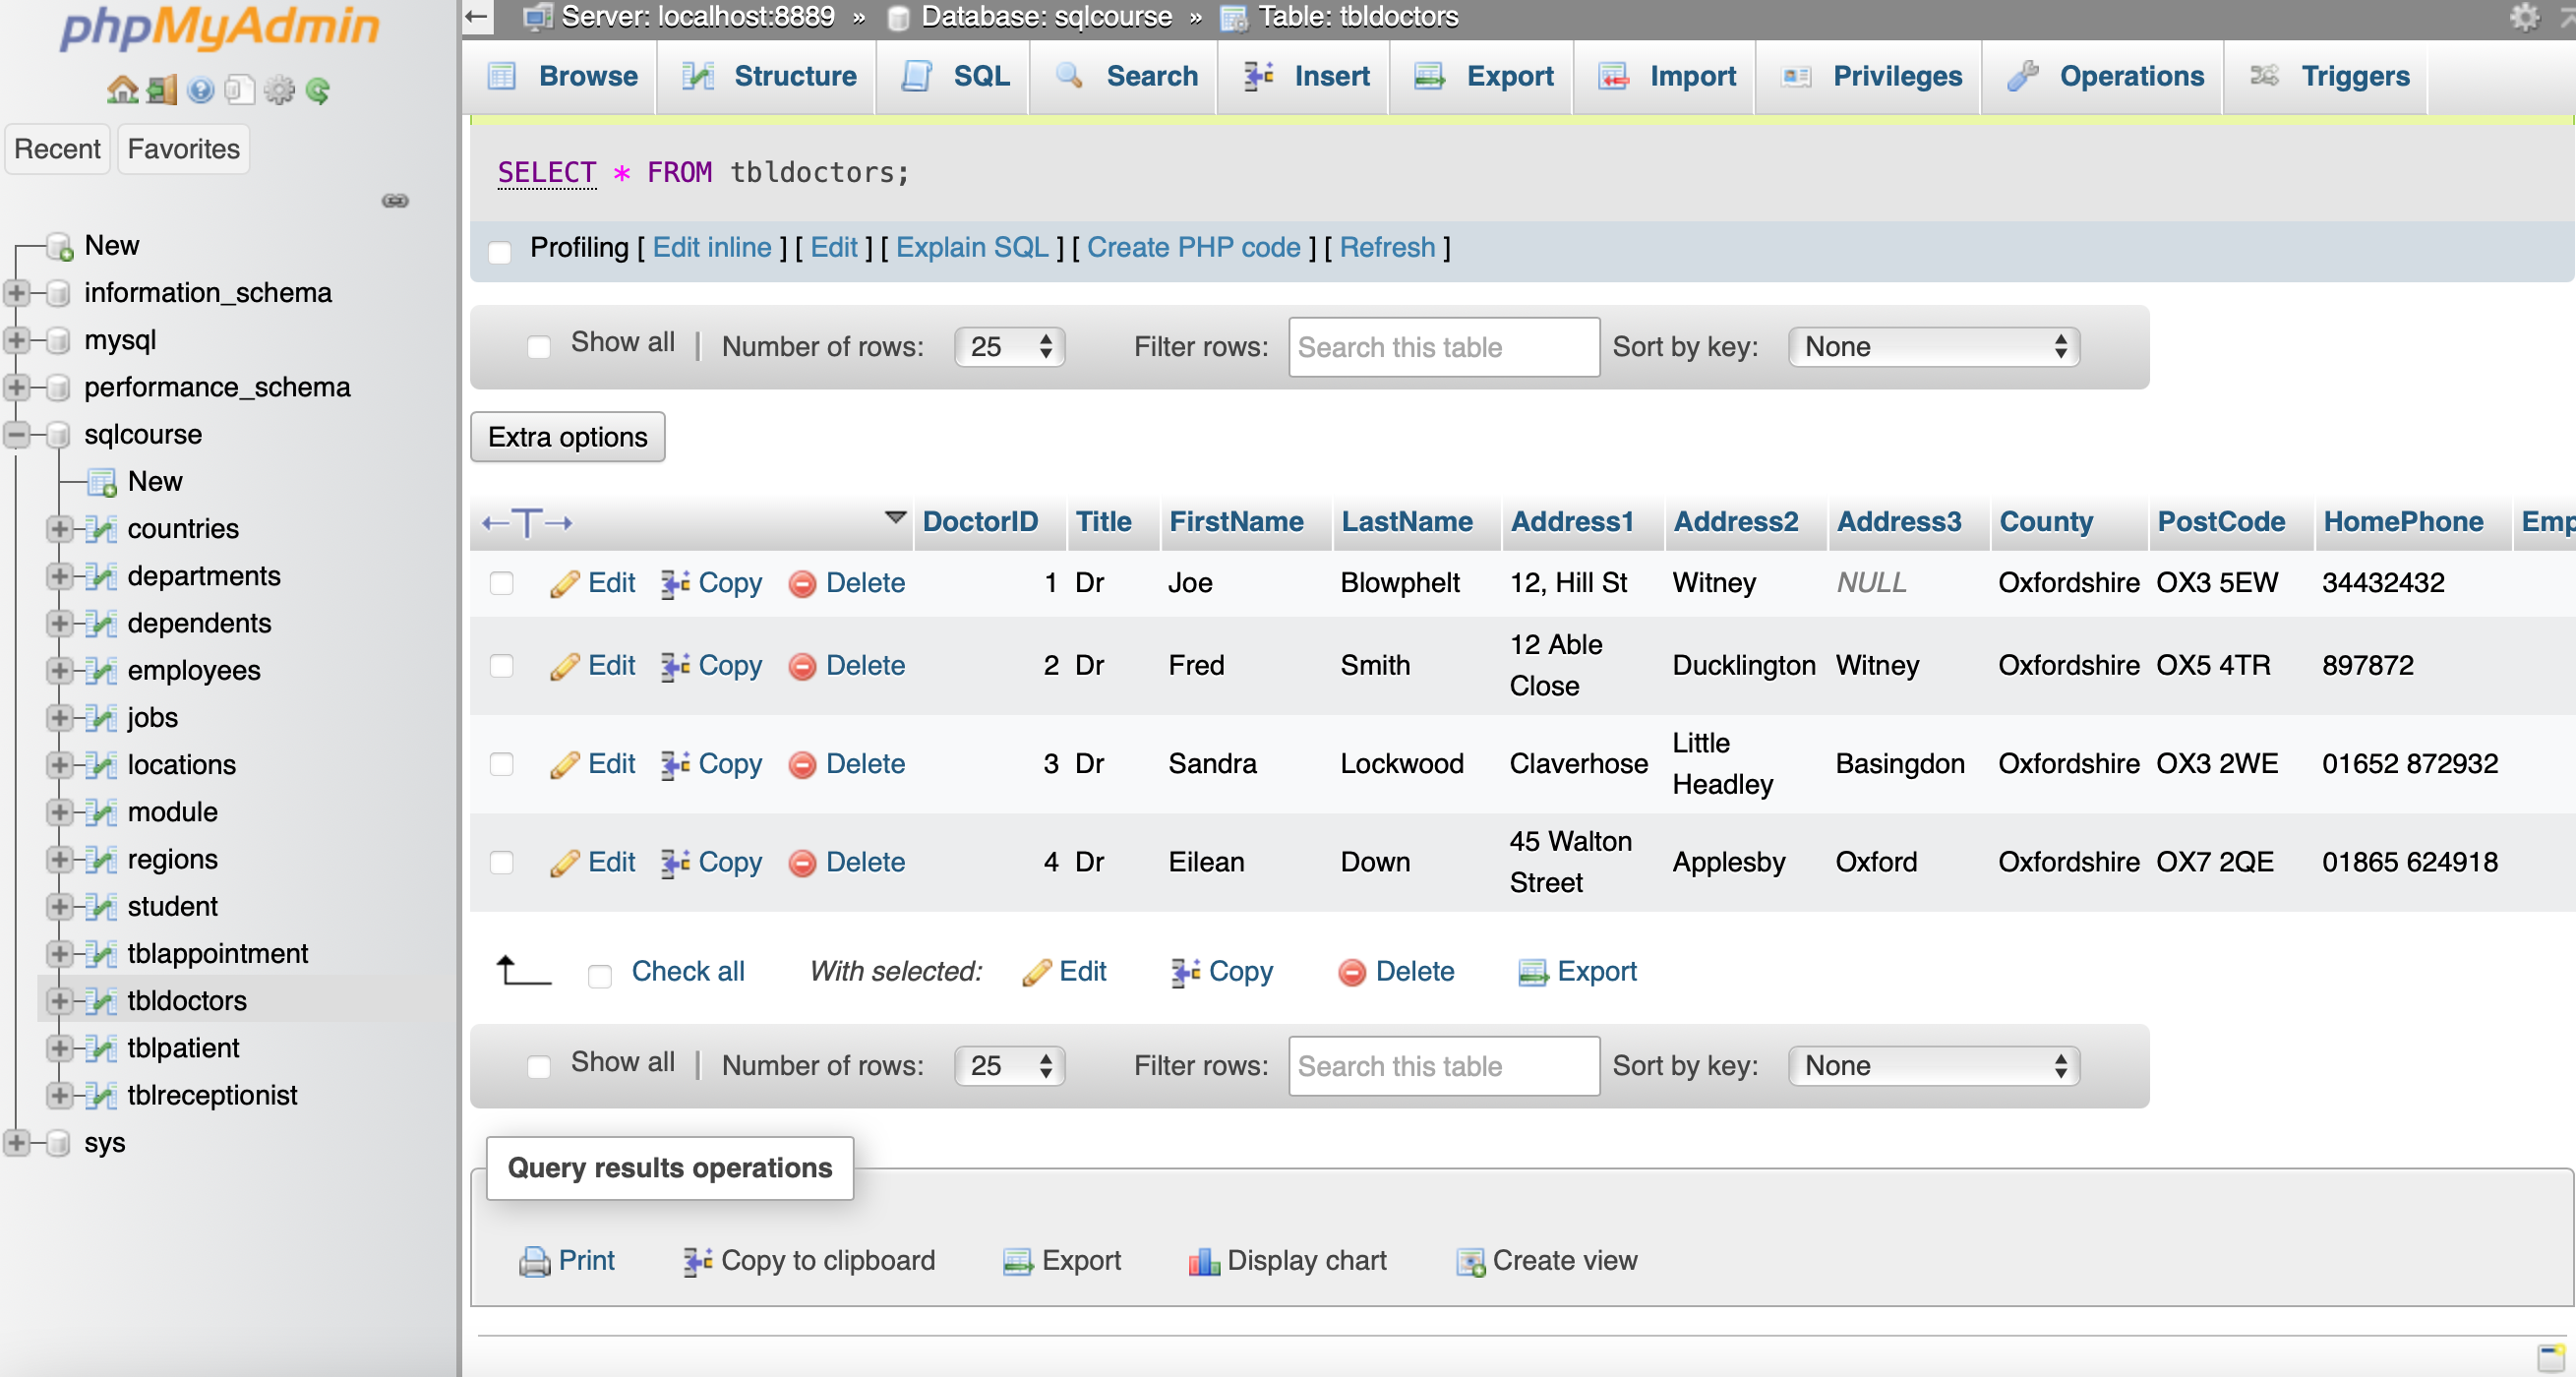 phpMyAdmin
Recent Favorites
New
information_schema
mysql
performance_schema
sqlcourse
New
countries
departments
dependents
employees
jobs
locations
module
regions
student
tblappointment
tbldoctors
tblpatient
tblreceptionist
sys
Server: localhost:8889 » Database: sqlcourse » Table: tbldoctors
Browse Structure SQL Search Insert Export Import Privileges Operations Triggers
SELECT * FROM tbldoctors;
Profiling [ Edit inline ] [ Edit ] [ Explain SQL ] [ Create PHP code ] [ Refresh ]
Show all | Number of rows: 25 Filter rows: Search this table Sort by key: None
Extra options
←T→ DoctorID Title FirstName LastName Address1 Address2 Address3 County PostCode HomePhone
Edit Copy Delete 1 Dr Joe Blowphelt 12, Hill St Witney NULL Oxfordshire OX3 5EW 34432432
Edit Copy Delete 2 Dr Fred Smith 12 Able Close Ducklington Witney Oxfordshire OX5 4TR 897872
Edit Copy Delete 3 Dr Sandra Lockwood Claverhose Little Headley Basingdon Oxfordshire OX3 2WE 01652 872932
Edit Copy Delete 4 Dr Eilean Down 45 Walton Street Applesby Oxford Oxfordshire OX7 2QE 01865 624918
Check all With selected: Edit Copy Delete Export
Show all | Number of rows: 25 Filter rows: Search this table Sort by key: None
Query results operations
Print Copy to clipboard Export Display chart Create view